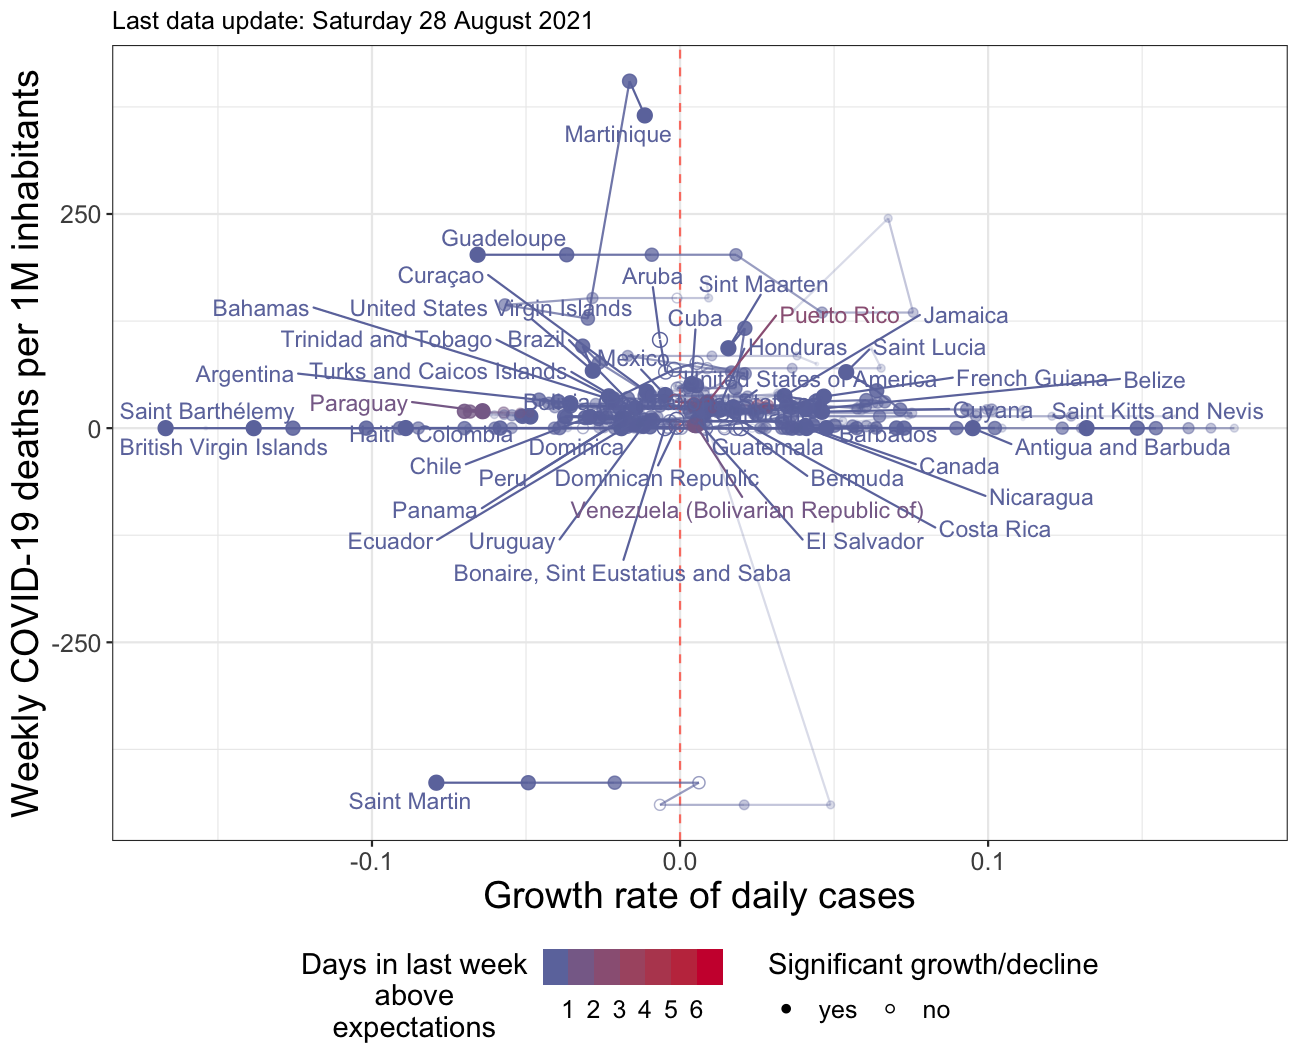 Last data update: Saturday 28 August 2021
Weekly COVID-19 deaths per 1M inhabitants
250
0
-250
Martinique
Guadeloupe
Curaçao
Aruba
Sint Maarten
Bahamas
United States Virgin Islands
Cuba
Puerto Rico
Jamaica
Trinidad and Tobago
Brazil
Mexico
Honduras
Saint Lucia
Argentina
Turks and Caicos Islands
United States of America
French Guiana
Belize
Paraguay
Saint Barthélemy
Guyana
Saint Kitts and Nevis
Haiti
Colombia
Barbados
British Virgin Islands
Dominica
Guatemala
Antigua and Barbuda
Chile
Canada
Peru
Dominican Republic
Bermuda
Nicaragua
Panama
Venezuela (Bolivarian Republic of)
Costa Rica
Ecuador
Uruguay
El Salvador
Bonaire, Sint Eustatius and Saba
Saint Martin
-0.1
0.0
0.1
Growth rate of daily cases
Days in last week
above
expectations
1 2 3 4 5 6
Significant growth/decline
yes
no